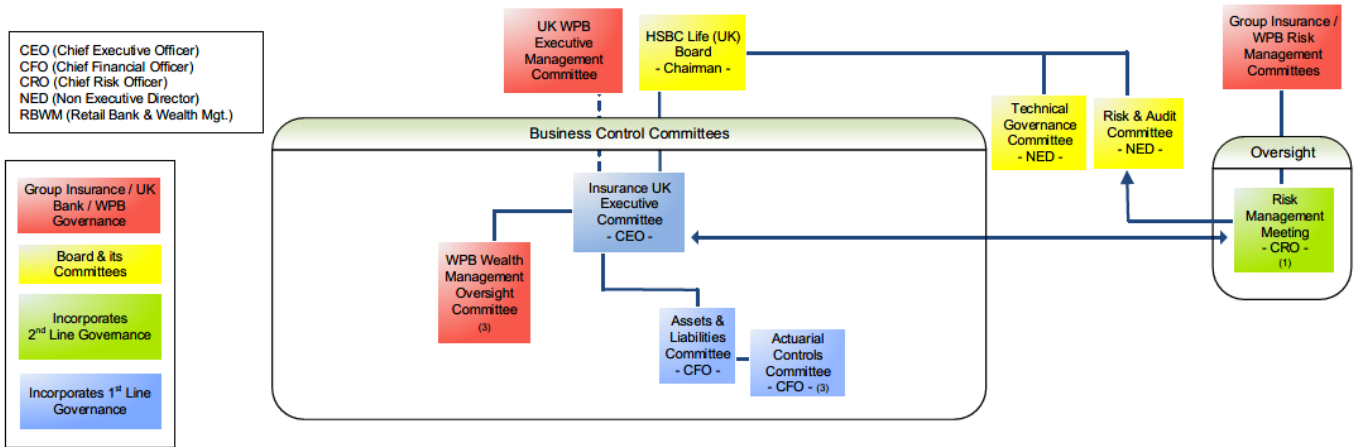 CEO (Chief Executive Officer)
CFO (Chief Financial Officer)
CRO (Chief Risk Officer)
NED (Non Executive Director)
RBWM (Retail Bank & Wealth Mgt.)
Group Insurance / UK
Bank / WPB
Governance
Board & its
Committees
Incorporates
2nd Line Governance
Incorporates 1st Line
Governance
UK WPB
Executive
Management
Committee
HSBC Life (UK)
Board
- Chairman -
Group Insurance /
WPB Risk
Management
Committees
Technical
Governance
Committee
- NED -
Risk & Audit
Committee
- NED -
Business Control Committees
Oversight
Insurance UK
Executive
Committee
- CEO -
Risk
Management
Meeting
- CRO -
(1)
WPB Wealth
Management
Oversight
Committee
(3)
Assets &
Liabilities
Committee
- CFO -
Actuarial
Controls
Committee
- CFO - (3)